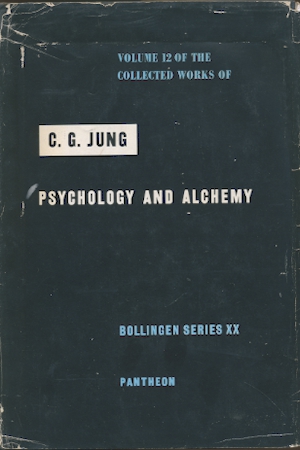 VOLUME 12 OF THE
COLLECTED WORKS OF
C. G. JUNG
PSYCHOLOGY AND ALCHEMY
BOLLINGEN SERIES XX
PANTHEON